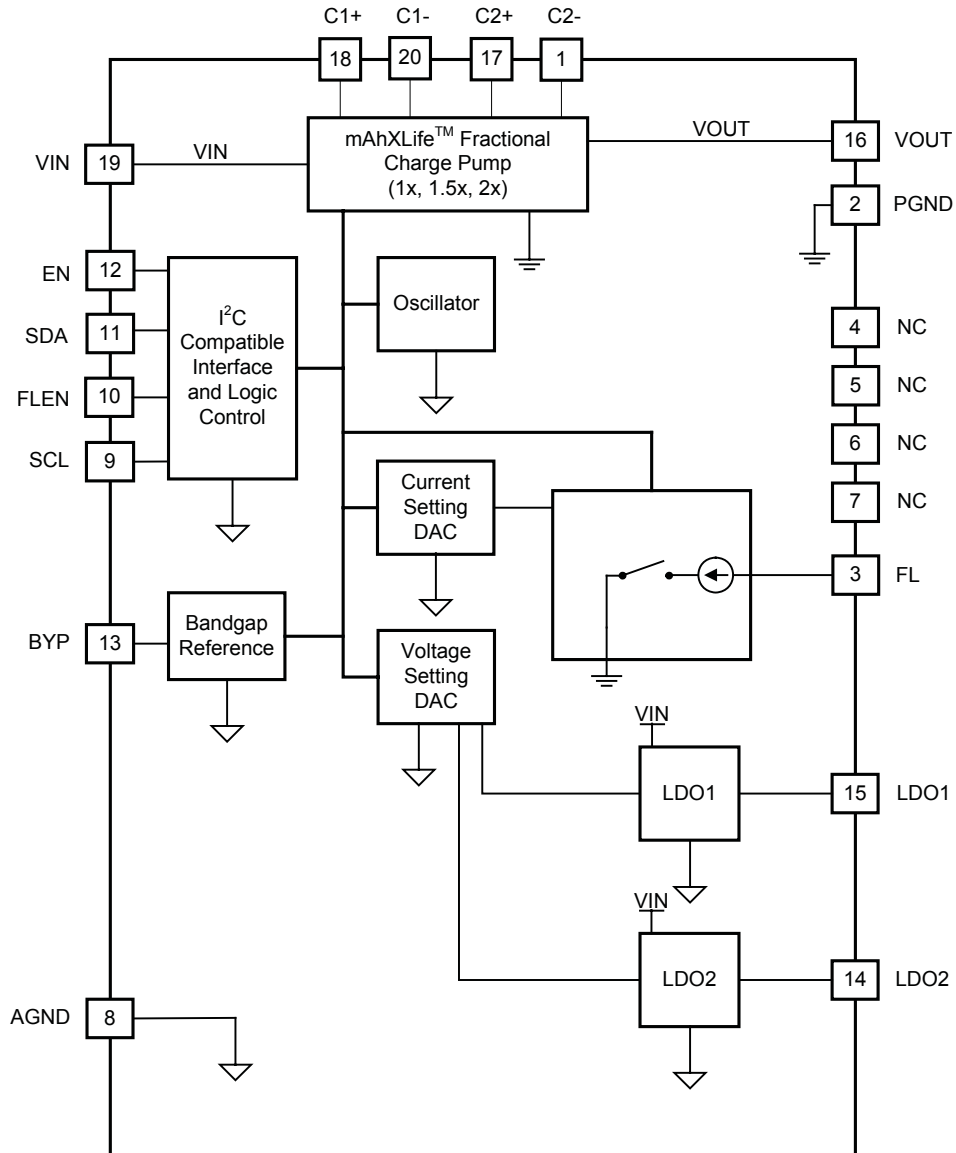 C1+ C1- C2+ C2-
18 20 17 1
mAhXLife™ Fractional
Charge Pump
(1x, 1.5x, 2x)
VIN 19 VIN
VOUT 16 VOUT
2 PGND
EN 12
SDA 11
FLEN 10
SCL 9
I²C
Compatible
Interface
and Logic
Control
Oscillator
4 NC
5 NC
6 NC
7 NC
Current
Setting
DAC
3 FL
BYP 13
Bandgap
Reference
Voltage
Setting
DAC
VIN
LDO1
15 LDO1
VIN
LDO2
14 LDO2
AGND 8